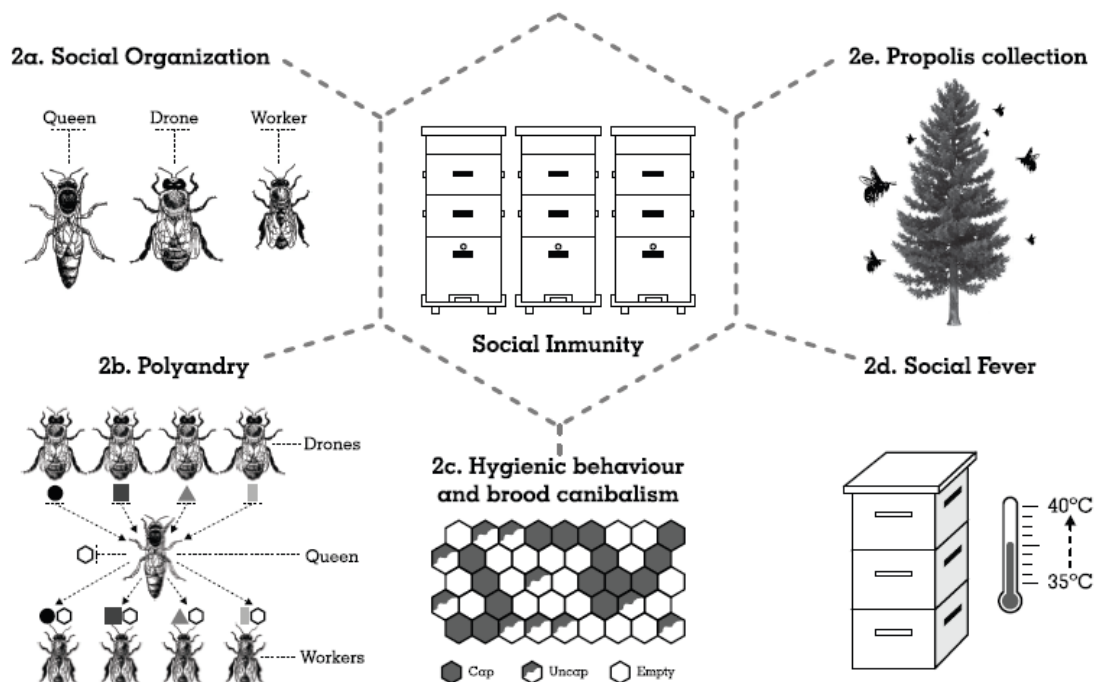 2a. Social Organization
Queen
Drone
Worker
Social Inmunity
2e. Propolis collection
2b. Polyandry
Drones
Queen
Workers
2c. Hygienic behaviour
and brood canibalism
Cap
Uncap
Empty
2d. Social Fever
40°C
35°C